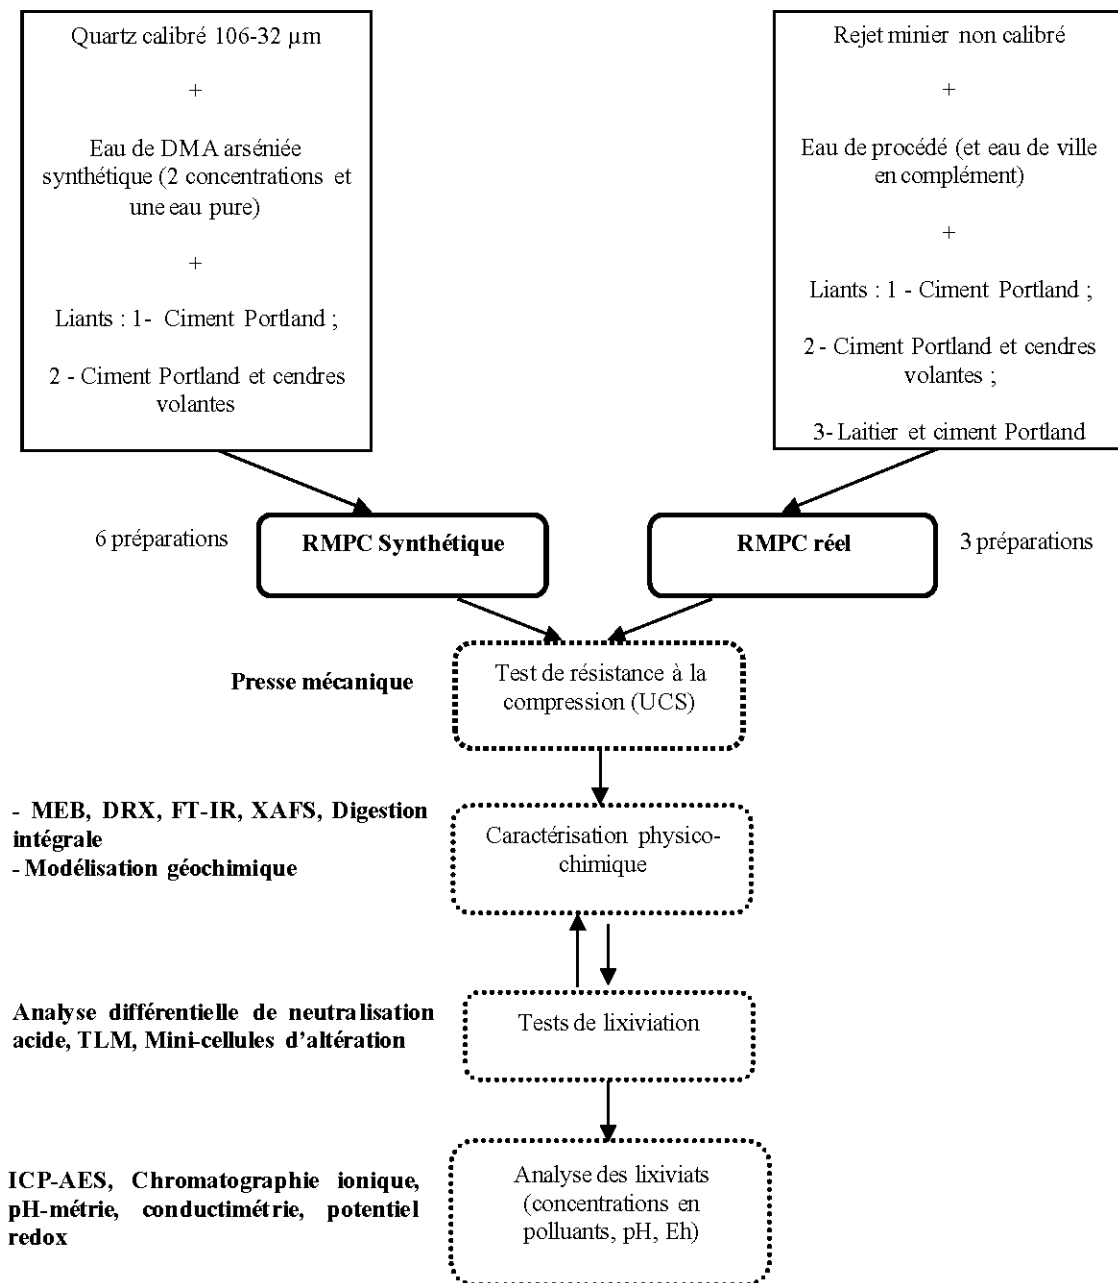 Quartz calibré 106-32 µm
+
Eau de DMA arséniée
synthétique (2 concentrations et
une eau pure)
+
Liants : 1- Ciment Portland ;
2 - Ciment Portland et cendres
volantes
Rejet minier non calibré
+
Eau de procédé (et eau de ville
en complément)
+
Liants : 1 - Ciment Portland ;
2 - Ciment Portland et cendres
volantes ;
3- Laitier et ciment Portland
6 préparations
RMPC Synthétique
RMPC réel
3 préparations
Presse mécanique
Test de résistance à la
compression (UCS)
- MEB, DRX, FT-IR, XAFS, Digestion
intégrale
- Modélisation géochimique
Caractérisation physico-
chimique
Analyse différentielle de neutralisation
acide, TLM, Mini-cellules d'altération
Tests de lixiviation
ICP-AES, Chromatographie ionique,
pH-métrie, conductimétrie, potentiel
redox
Analyse des lixiviats
(concentrations en
polluants, pH, Eh)